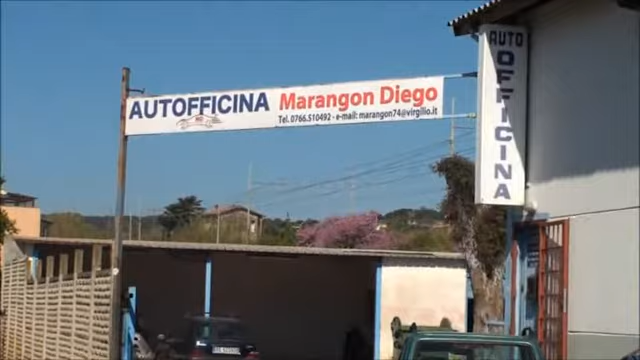 AUTOFFICINA Marangon Diego
Tel. 0766.510492 - e-mail: marangon74@virgilio.it
AUTO
OFFICINA